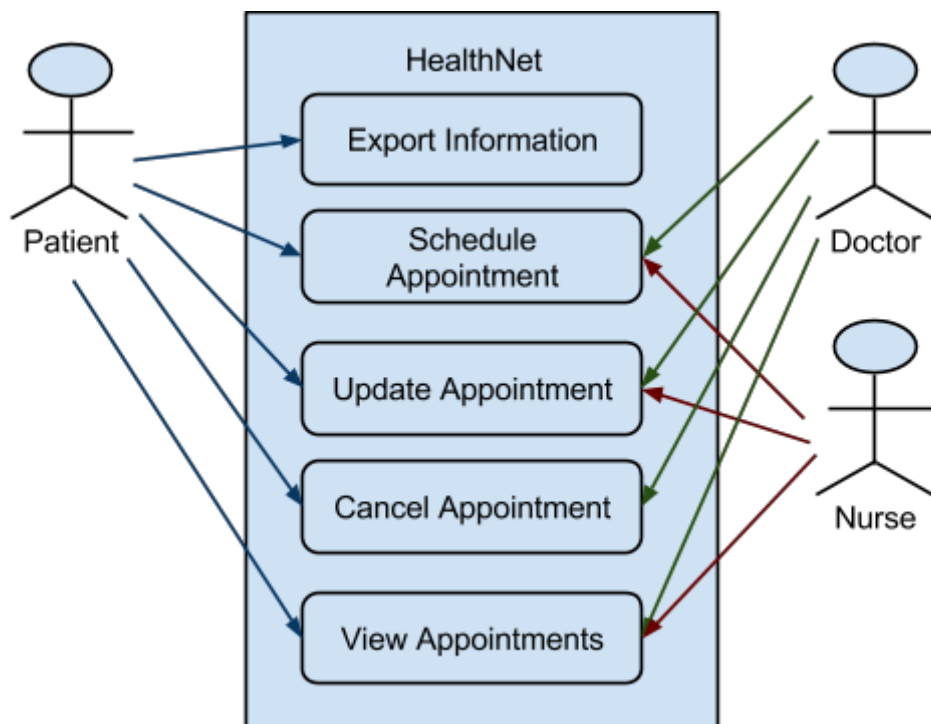 HealthNet
Export Information
Schedule
Appointment
Update Appointment
Cancel Appointment
View Appointments
Patient
Doctor
Nurse